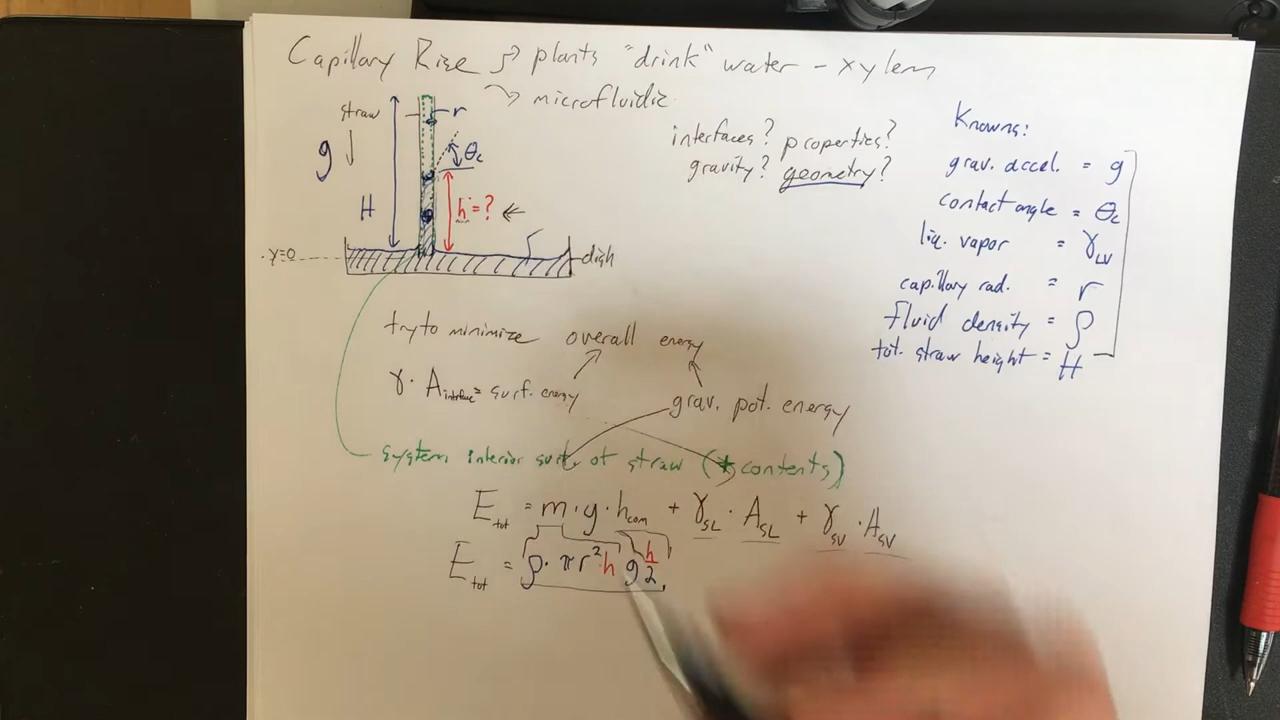 Capillary Rise → plants "drink" water - xylem
→ microfluidic
straw
r
g
θc
H
h = ?
y=0
dish
interfaces? properties?
gravity? geometry?
Knowns:
grav. accel. = g
contact angle = θc
liq. vapor = γLV
capillary rad. = r
fluid density = ρ
tot. straw height = H
try to minimize overall energy
γ · Ainterface = surf. energy
grav. pot. energy
system interior surf. of straw (+ contents)
Etot = m · g · hcom + γSL · ASL + γSV · ASV
Etot = ρ · πr² · h g h/2